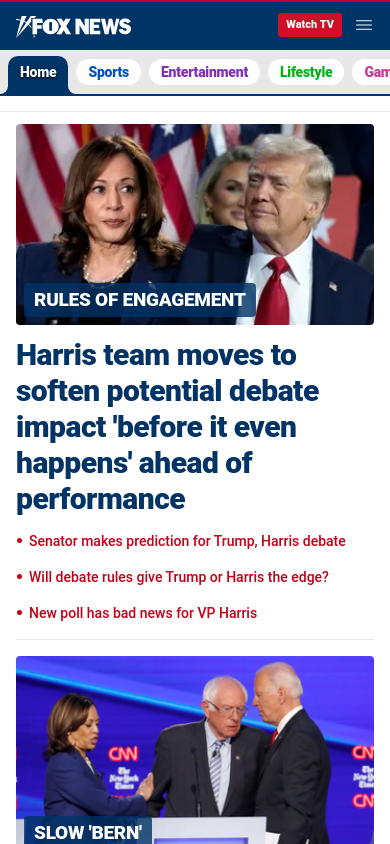 FOX NEWS
Watch TV
Home
Sports
Entertainment
Lifestyle
Gam
RULES OF ENGAGEMENT
Harris team moves to
soften potential debate
impact 'before it even
happens' ahead of
performance
Senator makes prediction for Trump, Harris debate
Will debate rules give Trump or Harris the edge?
New poll has bad news for VP Harris
CNN
The
New York
Times
CNN
The
New York
Times
SLOW 'BERN'